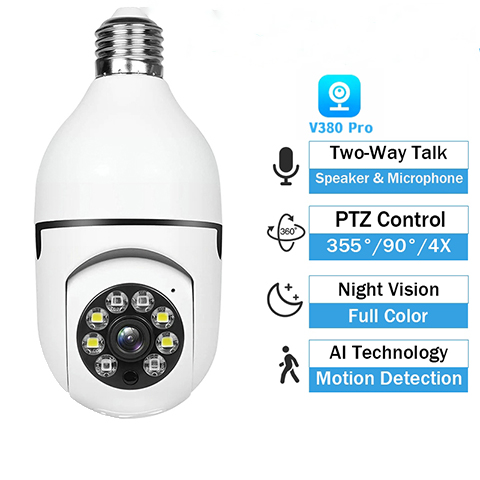 V380 Pro
Two-Way Talk
Speaker & Microphone
360°
PTZ Control
355°/90°/4X
Night Vision
Full Color
AI Technology
Motion Detection